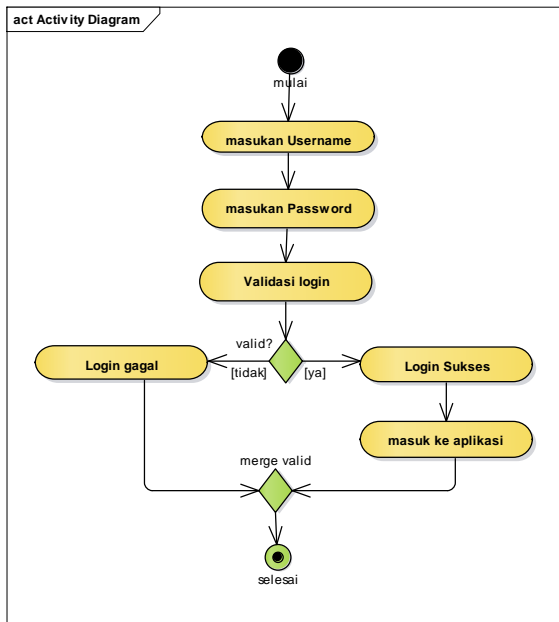 act Activity Diagram
mulai
masukan Username
masukan Password
Validasi login
valid?
Login gagal
[tidak]
[ya]
Login Sukses
masuk ke aplikasi
merge valid
selesai